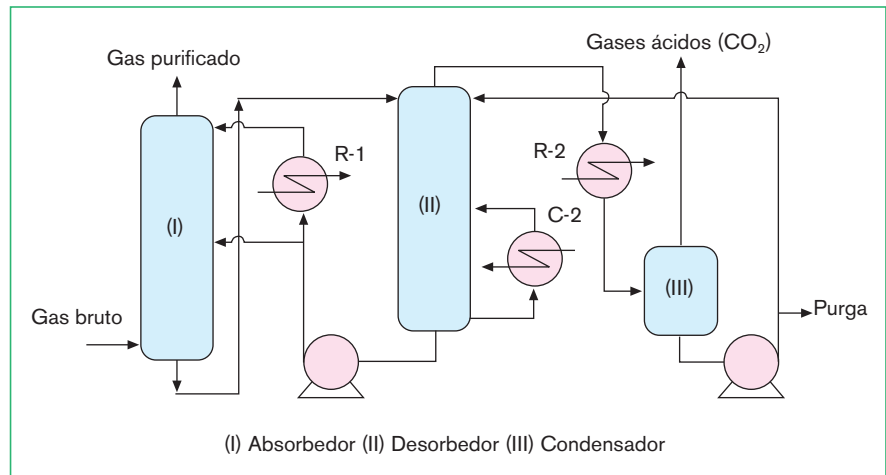 Gases ácidos (CO₂)
Gas purificado
R-1
R-2
(I)
(II)
C-2
(III)
Gas bruto
Purga
(I) Absorbedor (II) Desorbedor (III) Condensador